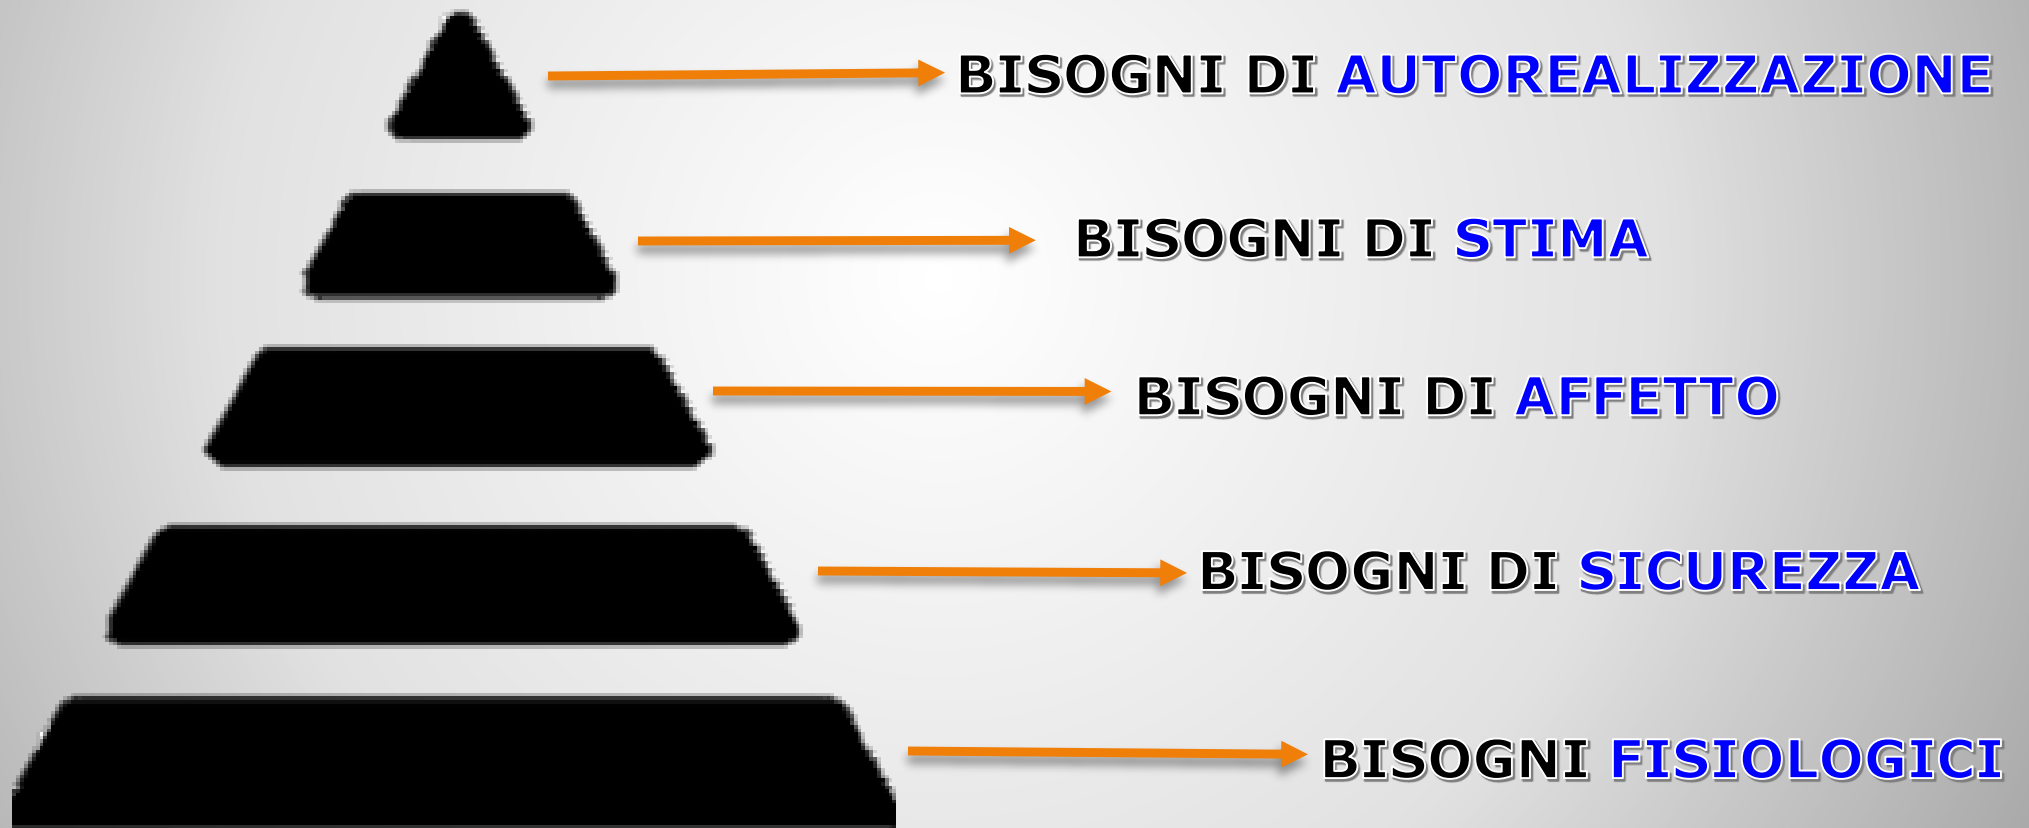 BISOGNI DI AUTOREALIZZAZIONE
BISOGNI DI STIMA
BISOGNI DI AFFETTO
BISOGNI DI SICUREZZA
BISOGNI FISIOLOGICI